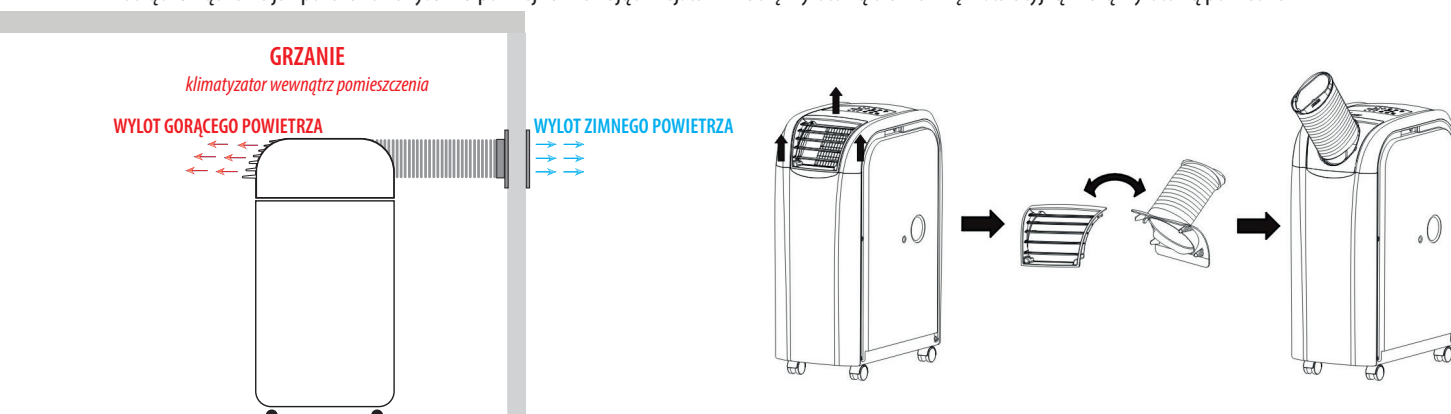 GRZANIE
klimatyzator wewnątrz pomieszczenia
WYLOT GORĄCEGO POWIETRZA
WYLOT ZIMNEGO POWIETRZA